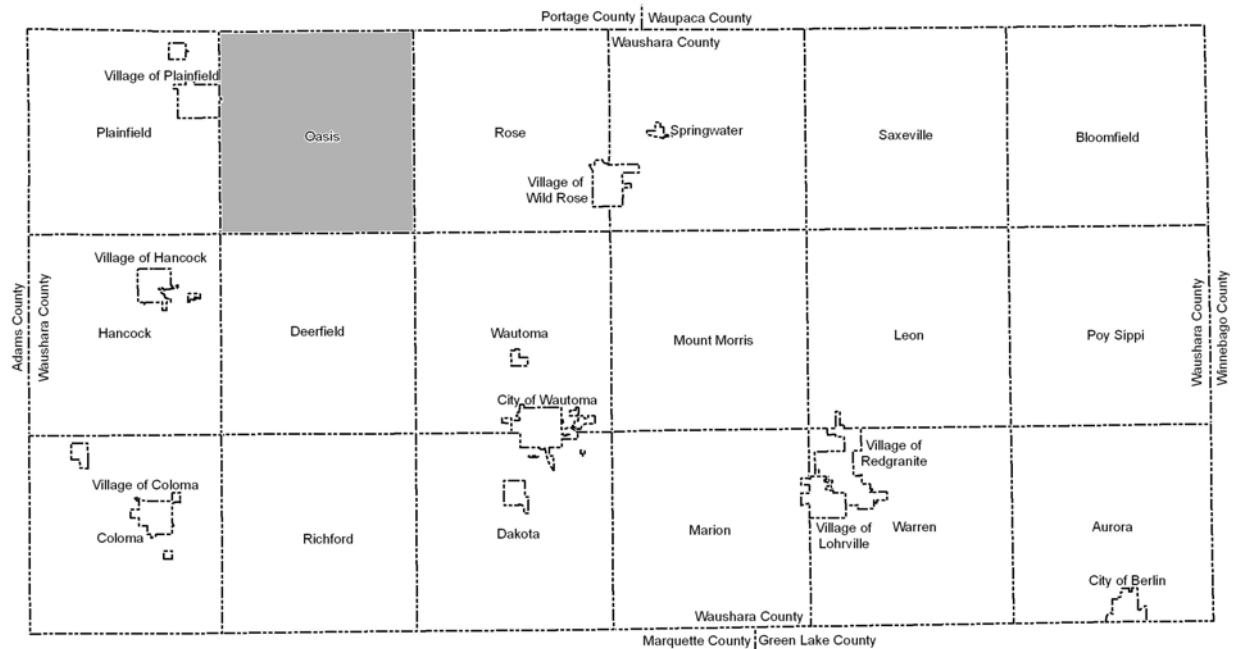 Portage County
Waupaca County
Waushara County
Village of Plainfield
Plainfield
Oasis
Rose
Springwater
Saxeville
Bloomfield
Village of
Wild Rose
Adams County
Waushara County
Village of Hancock
Hancock
Deerfield
Wautoma
City of Wautoma
Mount Morris
Leon
Poy Sippi
Waushara County
Winnebago County
Village of Coloma
Coloma
Richford
Dakota
Marion
Village of
Redgranite
Village of
Lohrville
Warren
Aurora
City of Berlin
Waushara County
Marquette County
Green Lake County